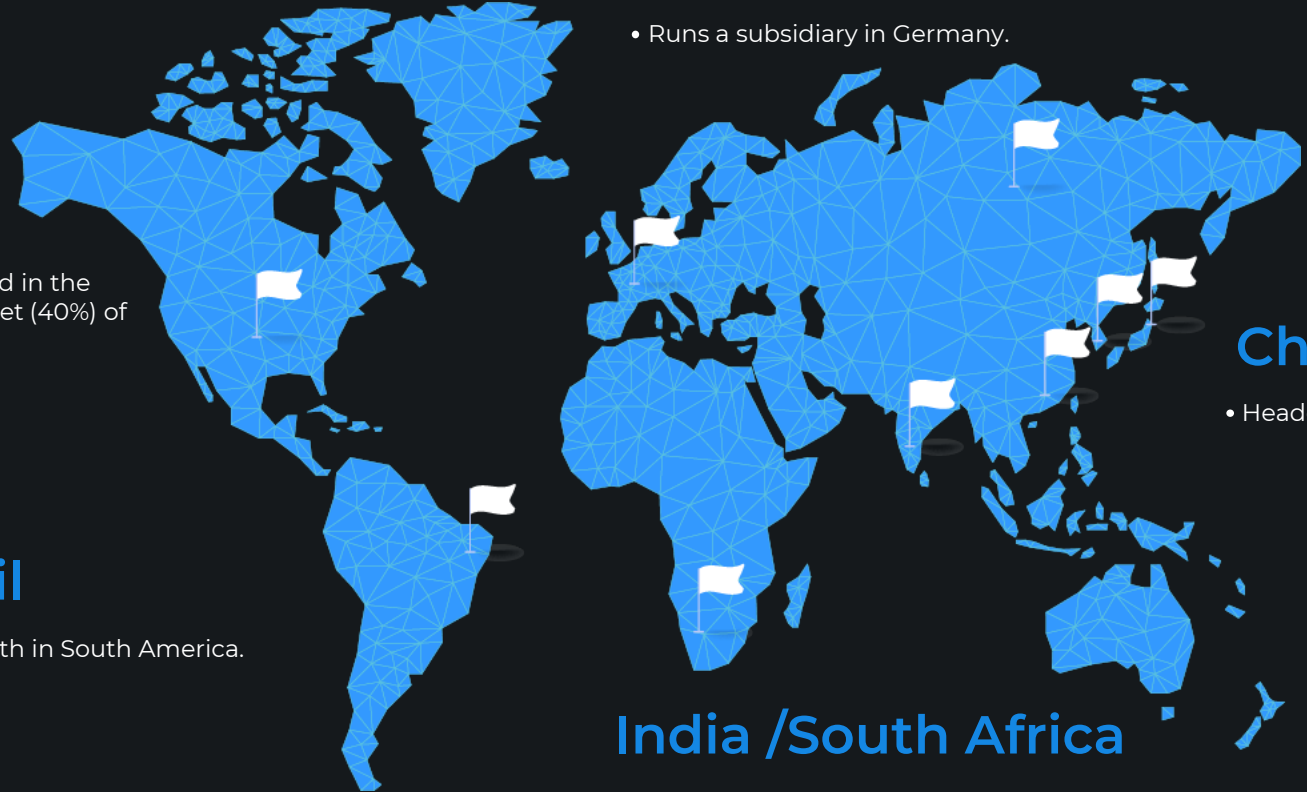 • Runs a subsidiary in Germany.
d in the
et (40%) of
Ch
• Head
il
th in South America.
India /South Africa